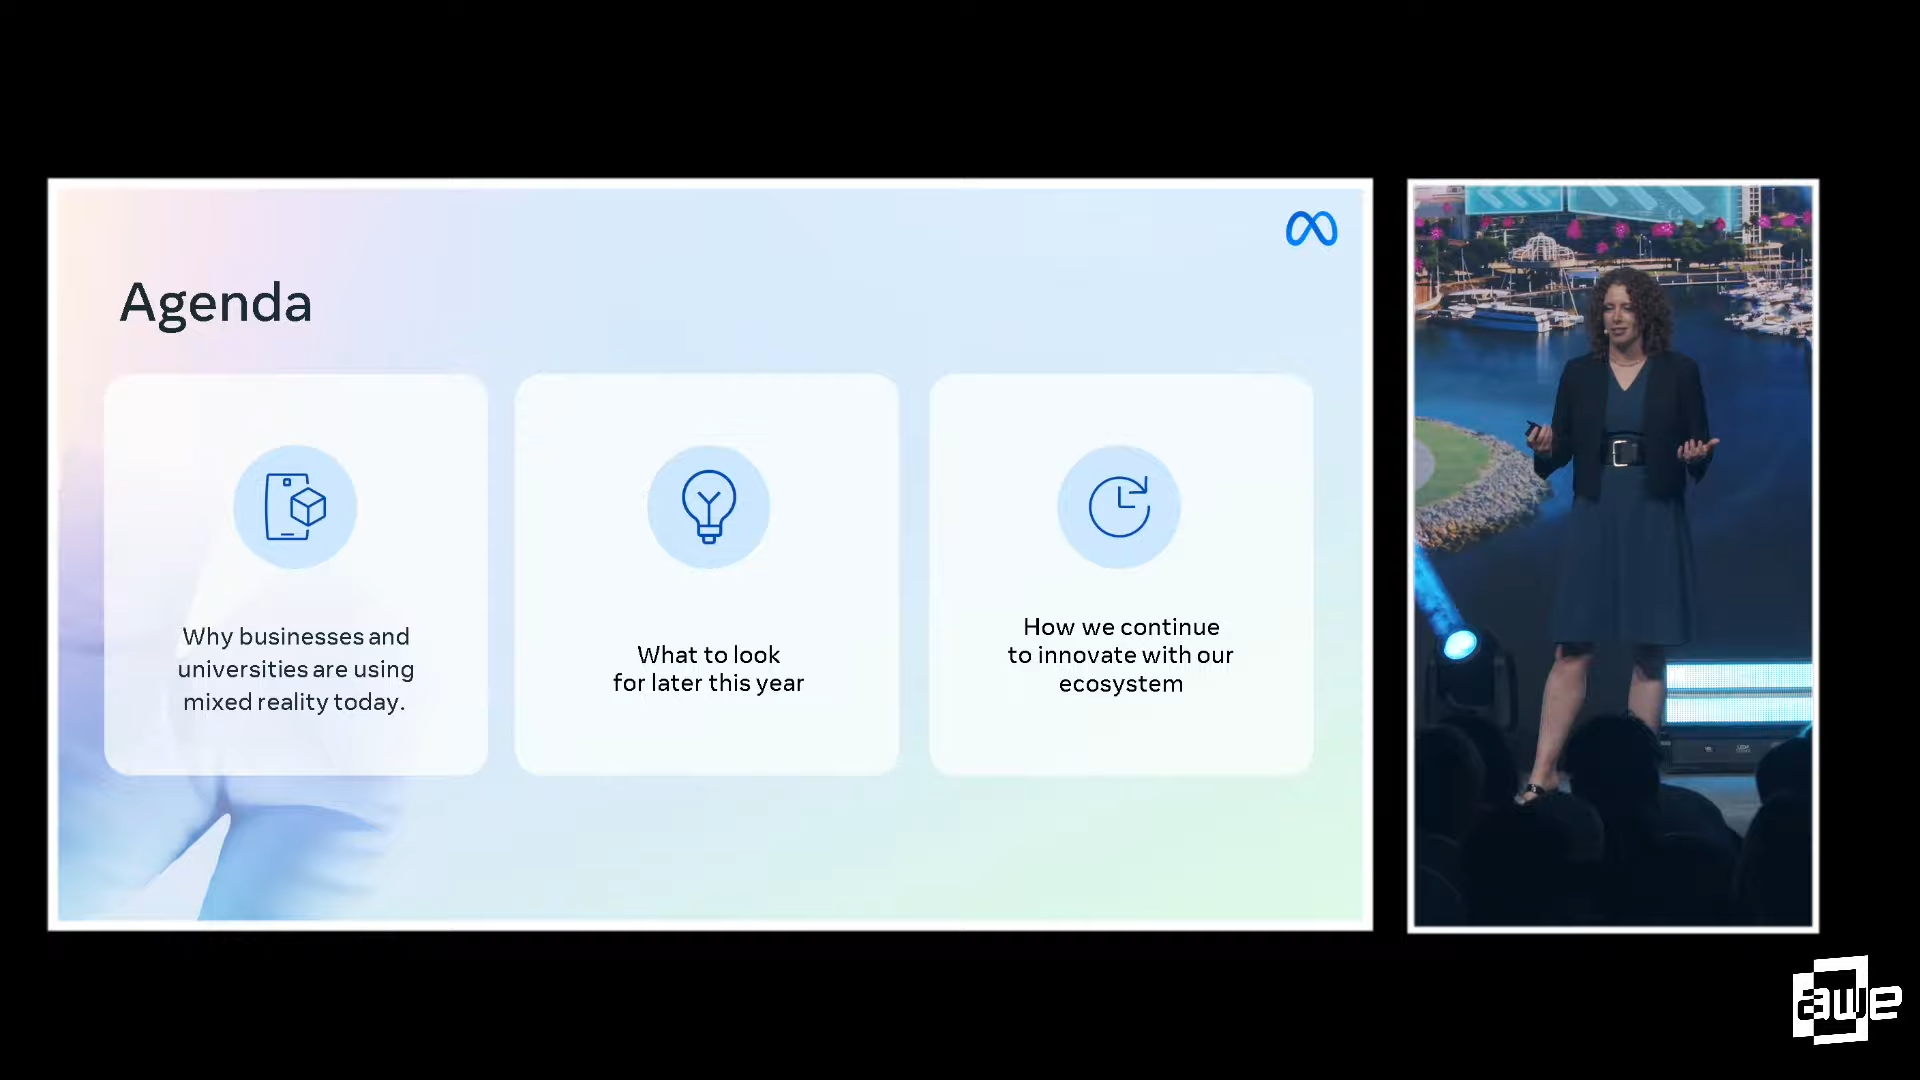 Agenda
Why businesses and
universities are using
mixed reality today.
What to look
for later this year
How we continue
to innovate with our
ecosystem
awe